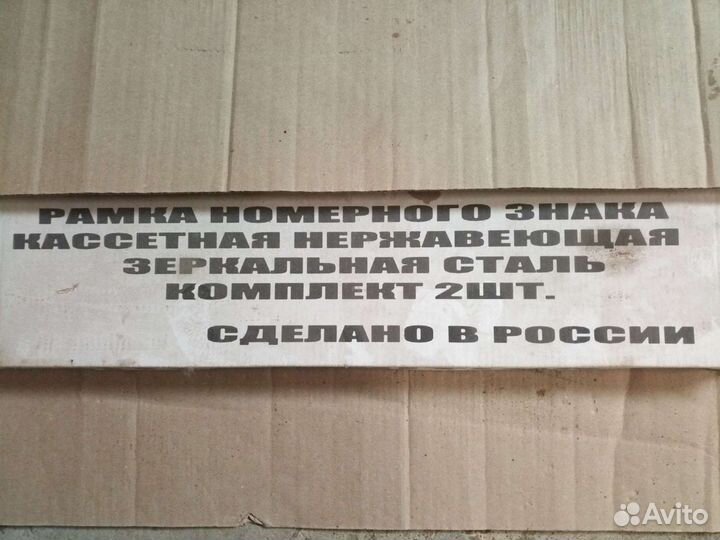 РАМКА НОМЕРНОГО ЗНАКА
КАССЕТНАЯ НЕРЖАВЕЮЩАЯ
ЗЕРКАЛЬНАЯ СТАЛЬ
КОМПЛЕКТ 2ШТ.
СДЕЛАНО В РОССИИ
Avito